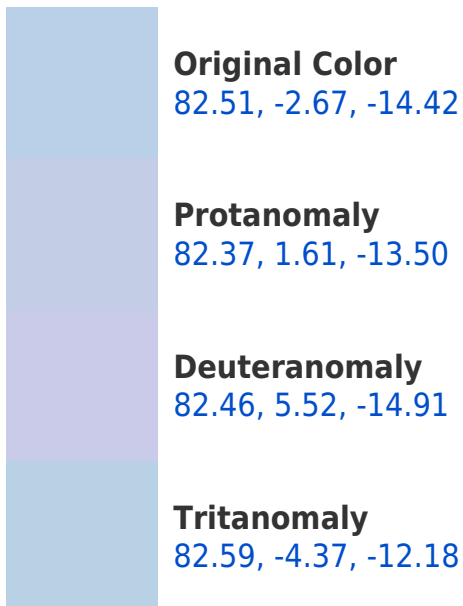 Original Color
82.51, -2.67, -14.42
Protanomaly
82.37, 1.61, -13.50
Deuteranomaly
82.46, 5.52, -14.91
Tritanomaly
82.59, -4.37, -12.18